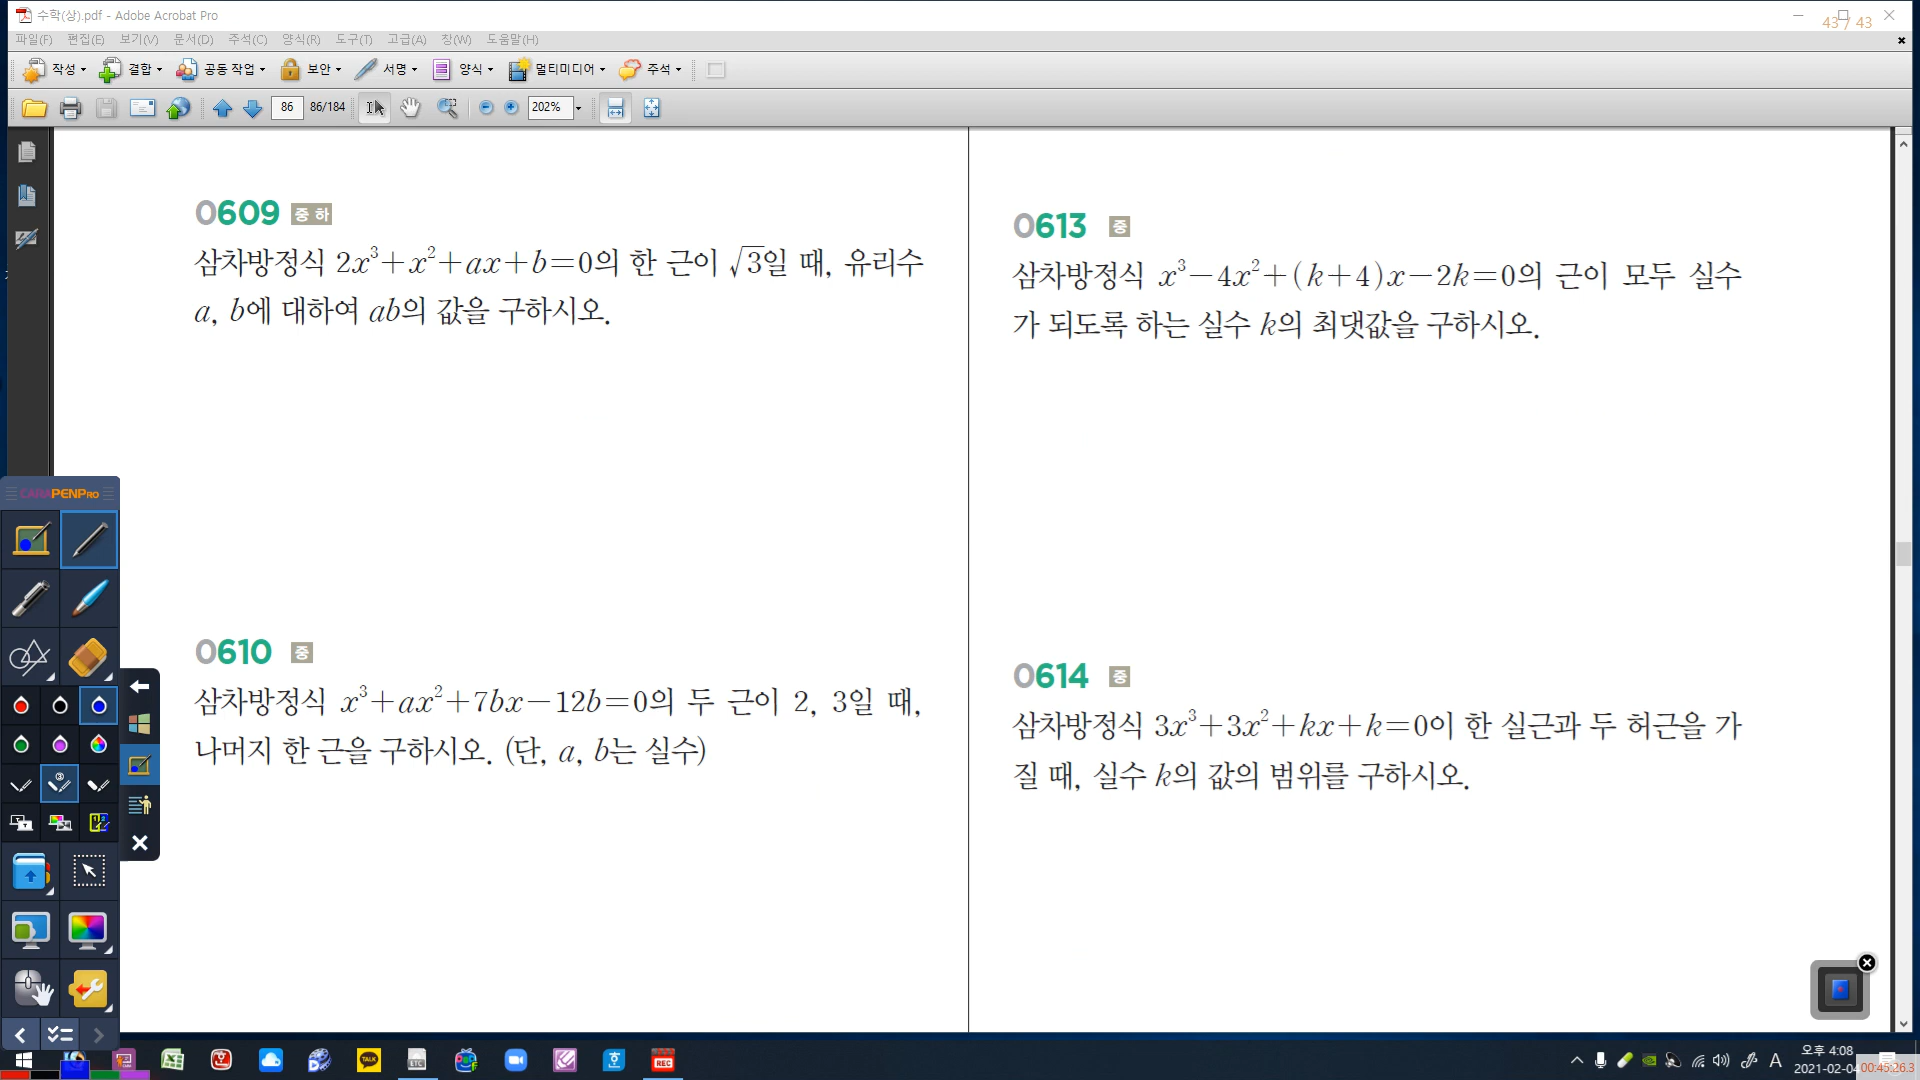 수학(상).pdf - Adobe Acrobat Pro
43 / 43
파일(F) 편집(E) 보기(V) 문서(D) 주석(C) 양식(R) 도구(T) 고급(A) 창(W) 도움말(H)
작성 결합 공동 작업 보안 서명 양식 멀티미디어 주석
86 86/184 202%
0609 중 하
삼차방정식 2x³+x²+ax+b=0의 한 근이 √3일 때, 유리수
a, b에 대하여 ab의 값을 구하시오.
0610 중
삼차방정식 x³+ax²+7bx-12b=0의 두 근이 2, 3일 때,
나머지 한 근을 구하시오. (단, a, b는 실수)
0613 중
삼차방정식 x³-4x²+(k+4)x-2k=0의 근이 모두 실수
가 되도록 하는 실수 k의 최댓값을 구하시오.
0614 중
삼차방정식 3x³+3x²+kx+k=0이 한 실근과 두 허근을 가
질 때, 실수 k의 값의 범위를 구하시오.
CARAPENPRO
TALK
REC
A
오후 4:08
2021-02-04
00:45:26.3